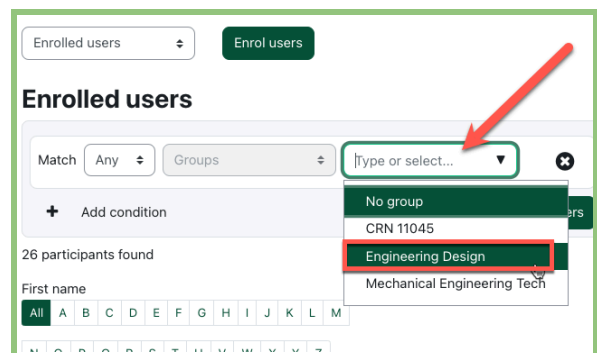 Enrolled users Enrol users
Enrolled users
Match Any Groups Type or select...
No group
+ Add condition ers
CRN 11045
26 participants found
Engineering Design
Mechanical Engineering Tech
First name
All A B C D E F G H I J K L M
N O P Q R S T U V W X Y Z